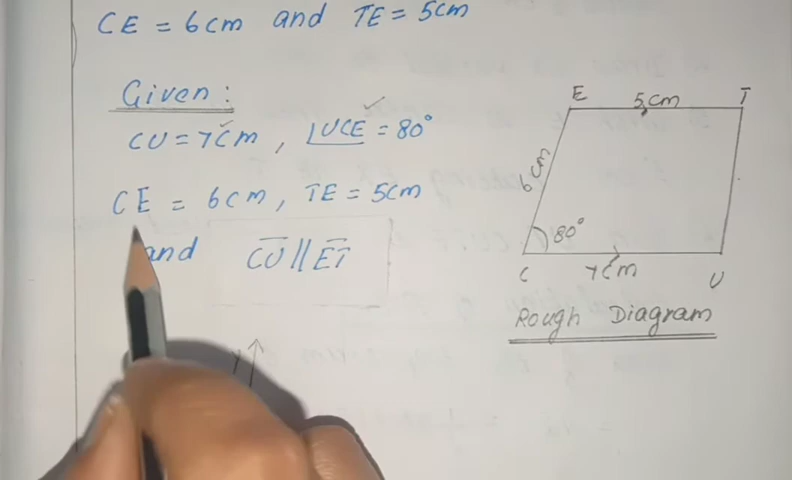 CE = 6cm and TE = 5cm
Given :
CU = 7cm , ∠UCE = 80°
CE = 6cm, TE = 5cm
and CU // ET
E 5cm T
6cm
80°
C 7cm U
Rough Diagram